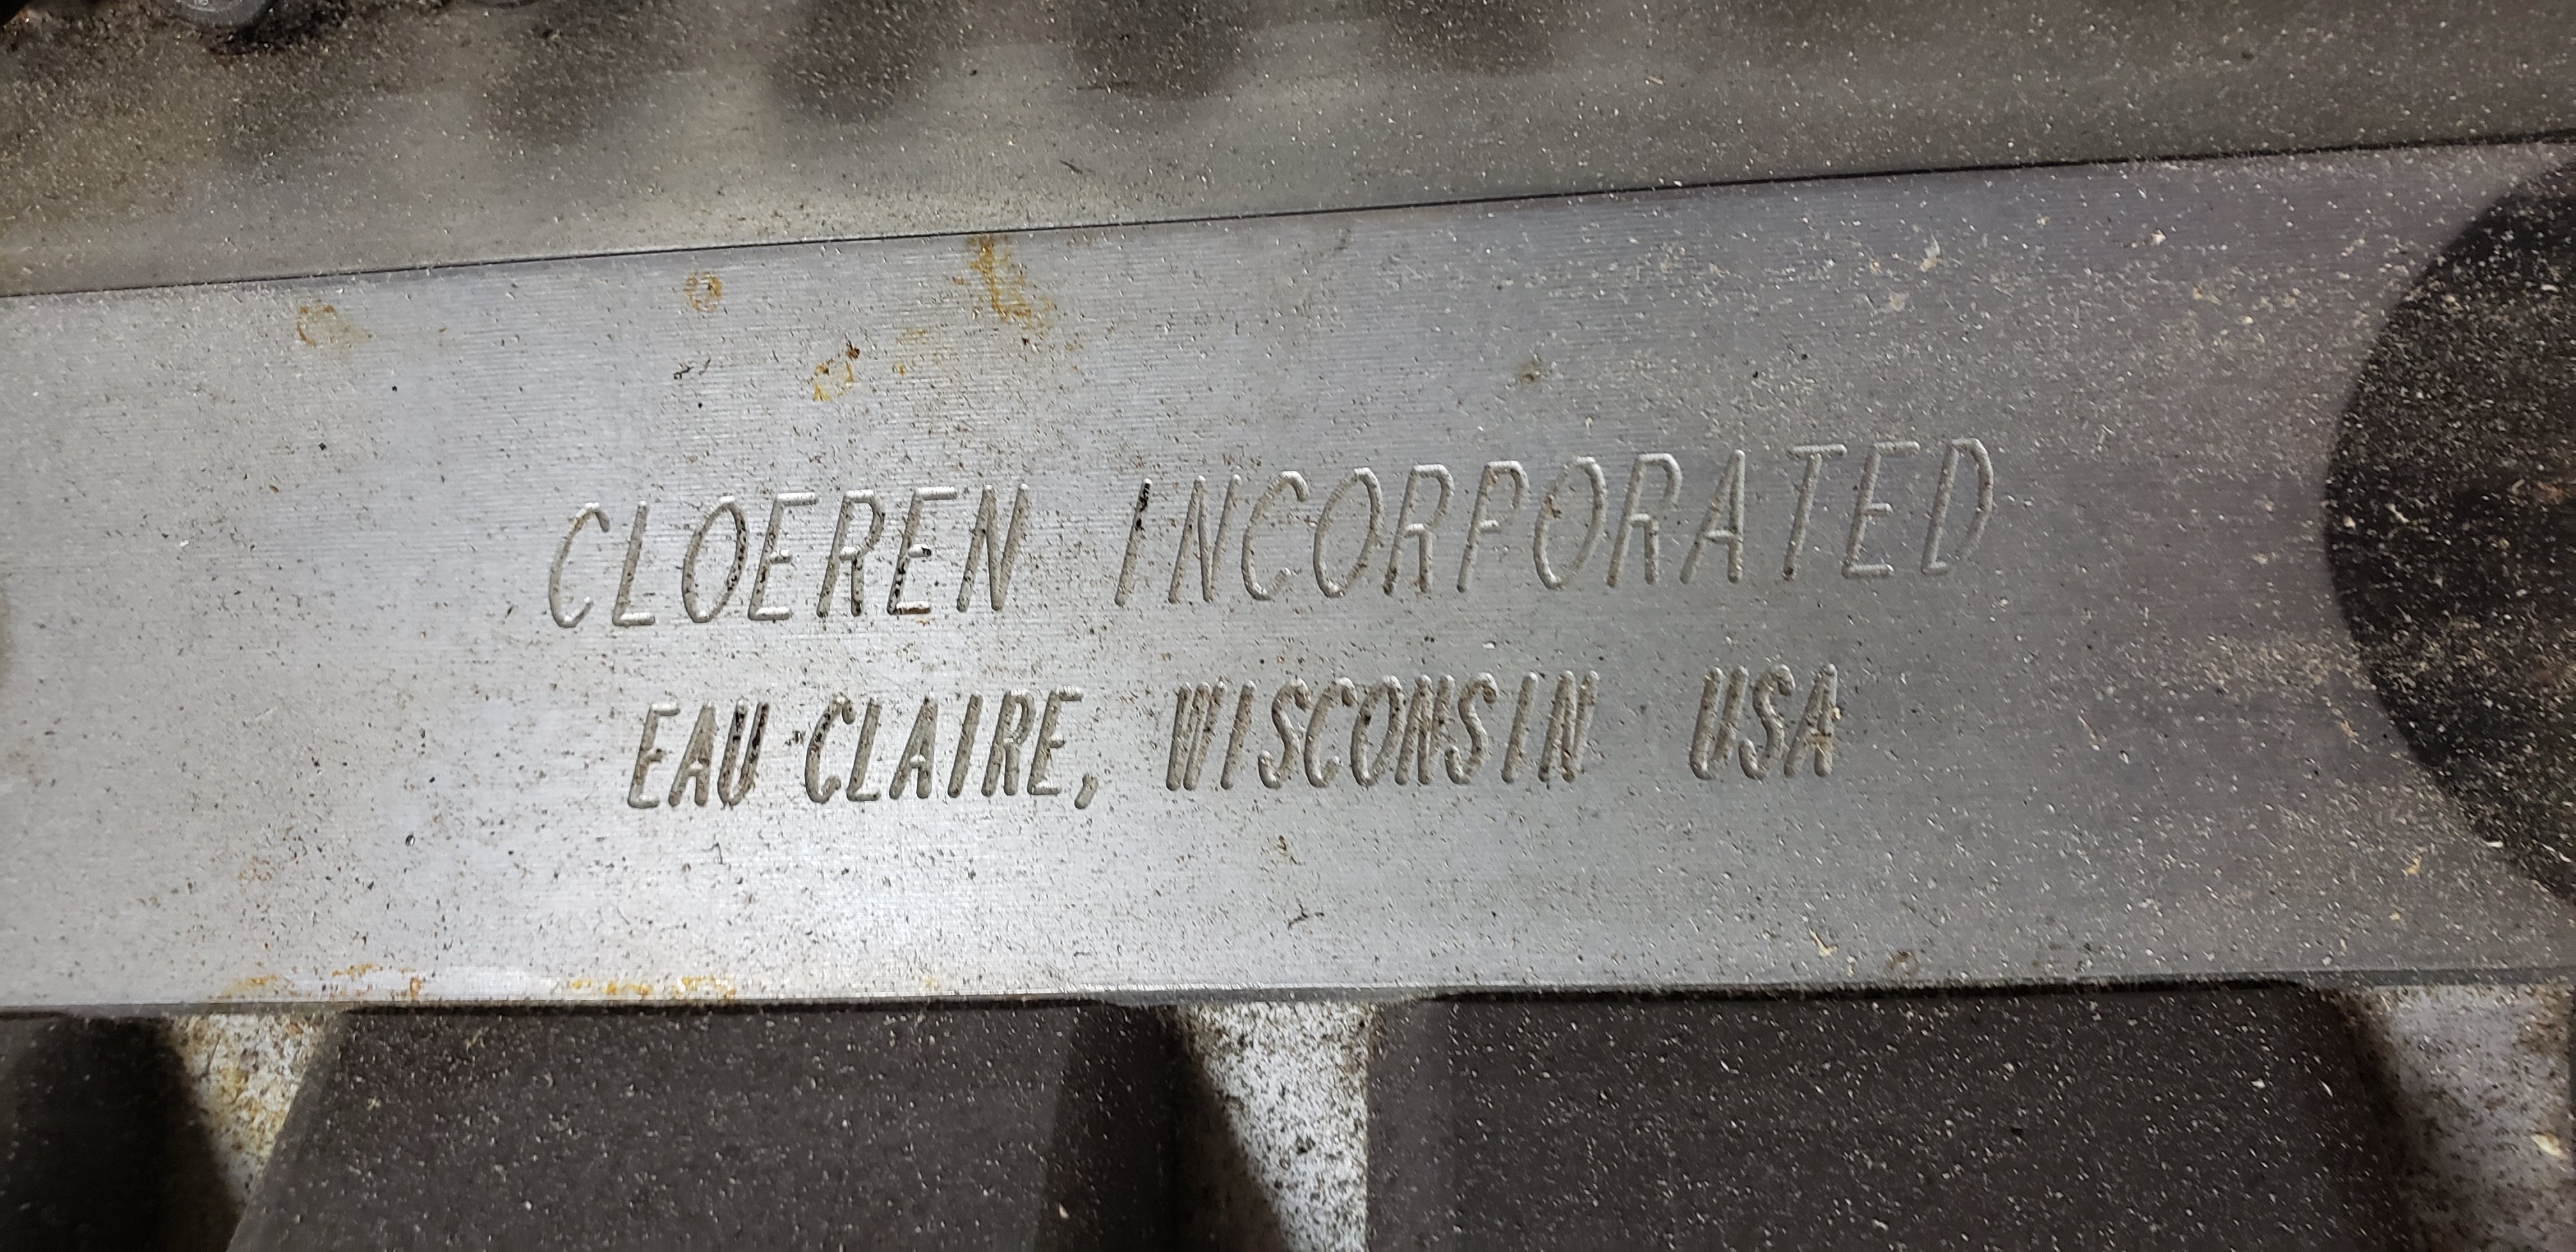 CLOEREN INCORPORATED
EAU CLAIRE, WISCONSIN USA